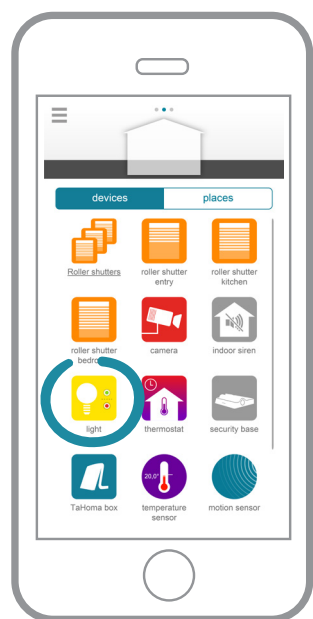 devices places
Roller shutters
roller shutter
entry
roller shutter
kitchen
roller shutter
bedroom
camera
indoor siren
light
thermostat
security base
20,0°
TaHoma box
temperature
sensor
motion sensor